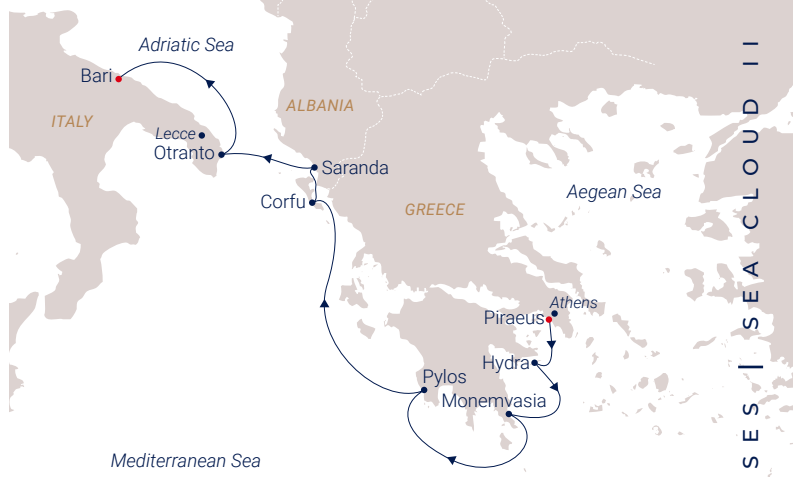 Adriatic Sea
Bari
ITALY
ALBANIA
Lecce
Otranto
Saranda
Corfu
GREECE
Aegean Sea
Athens
Piraeus
Hydra
Pylos
Monemvasia
Mediterranean Sea
SES | SEA CLOUD II